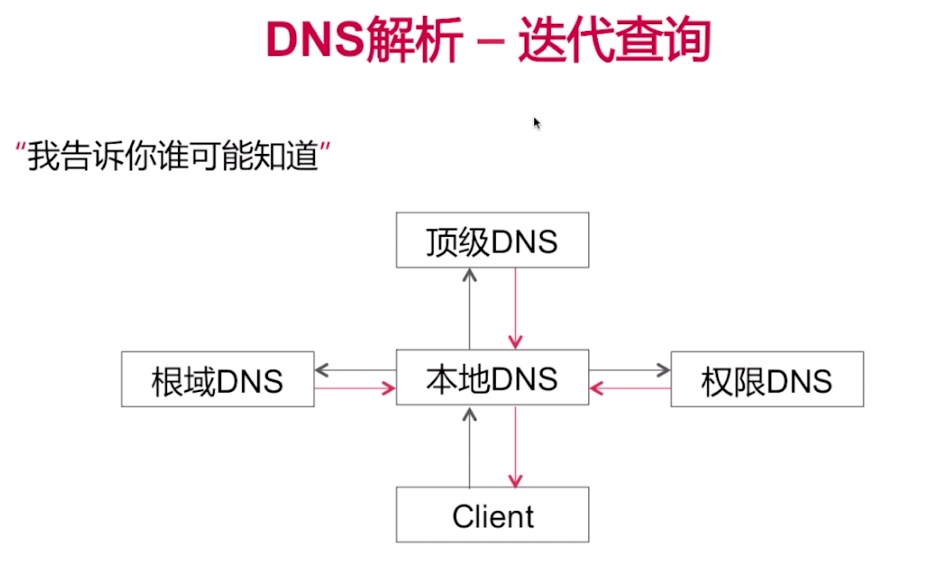 DNS解析 – 迭代查询
“我告诉你谁可能知道”
顶级DNS
根域DNS
本地DNS
权限DNS
Client